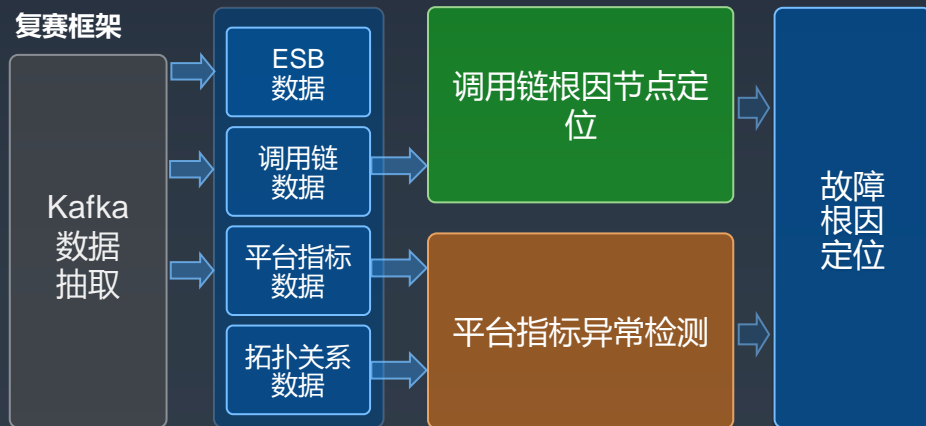 复赛框架
Kafka
数据
抽取
ESB
数据
调用链
数据
平台指标
数据
拓扑关系
数据
调用链根因节点定
位
平台指标异常检测
故障
根因
定位